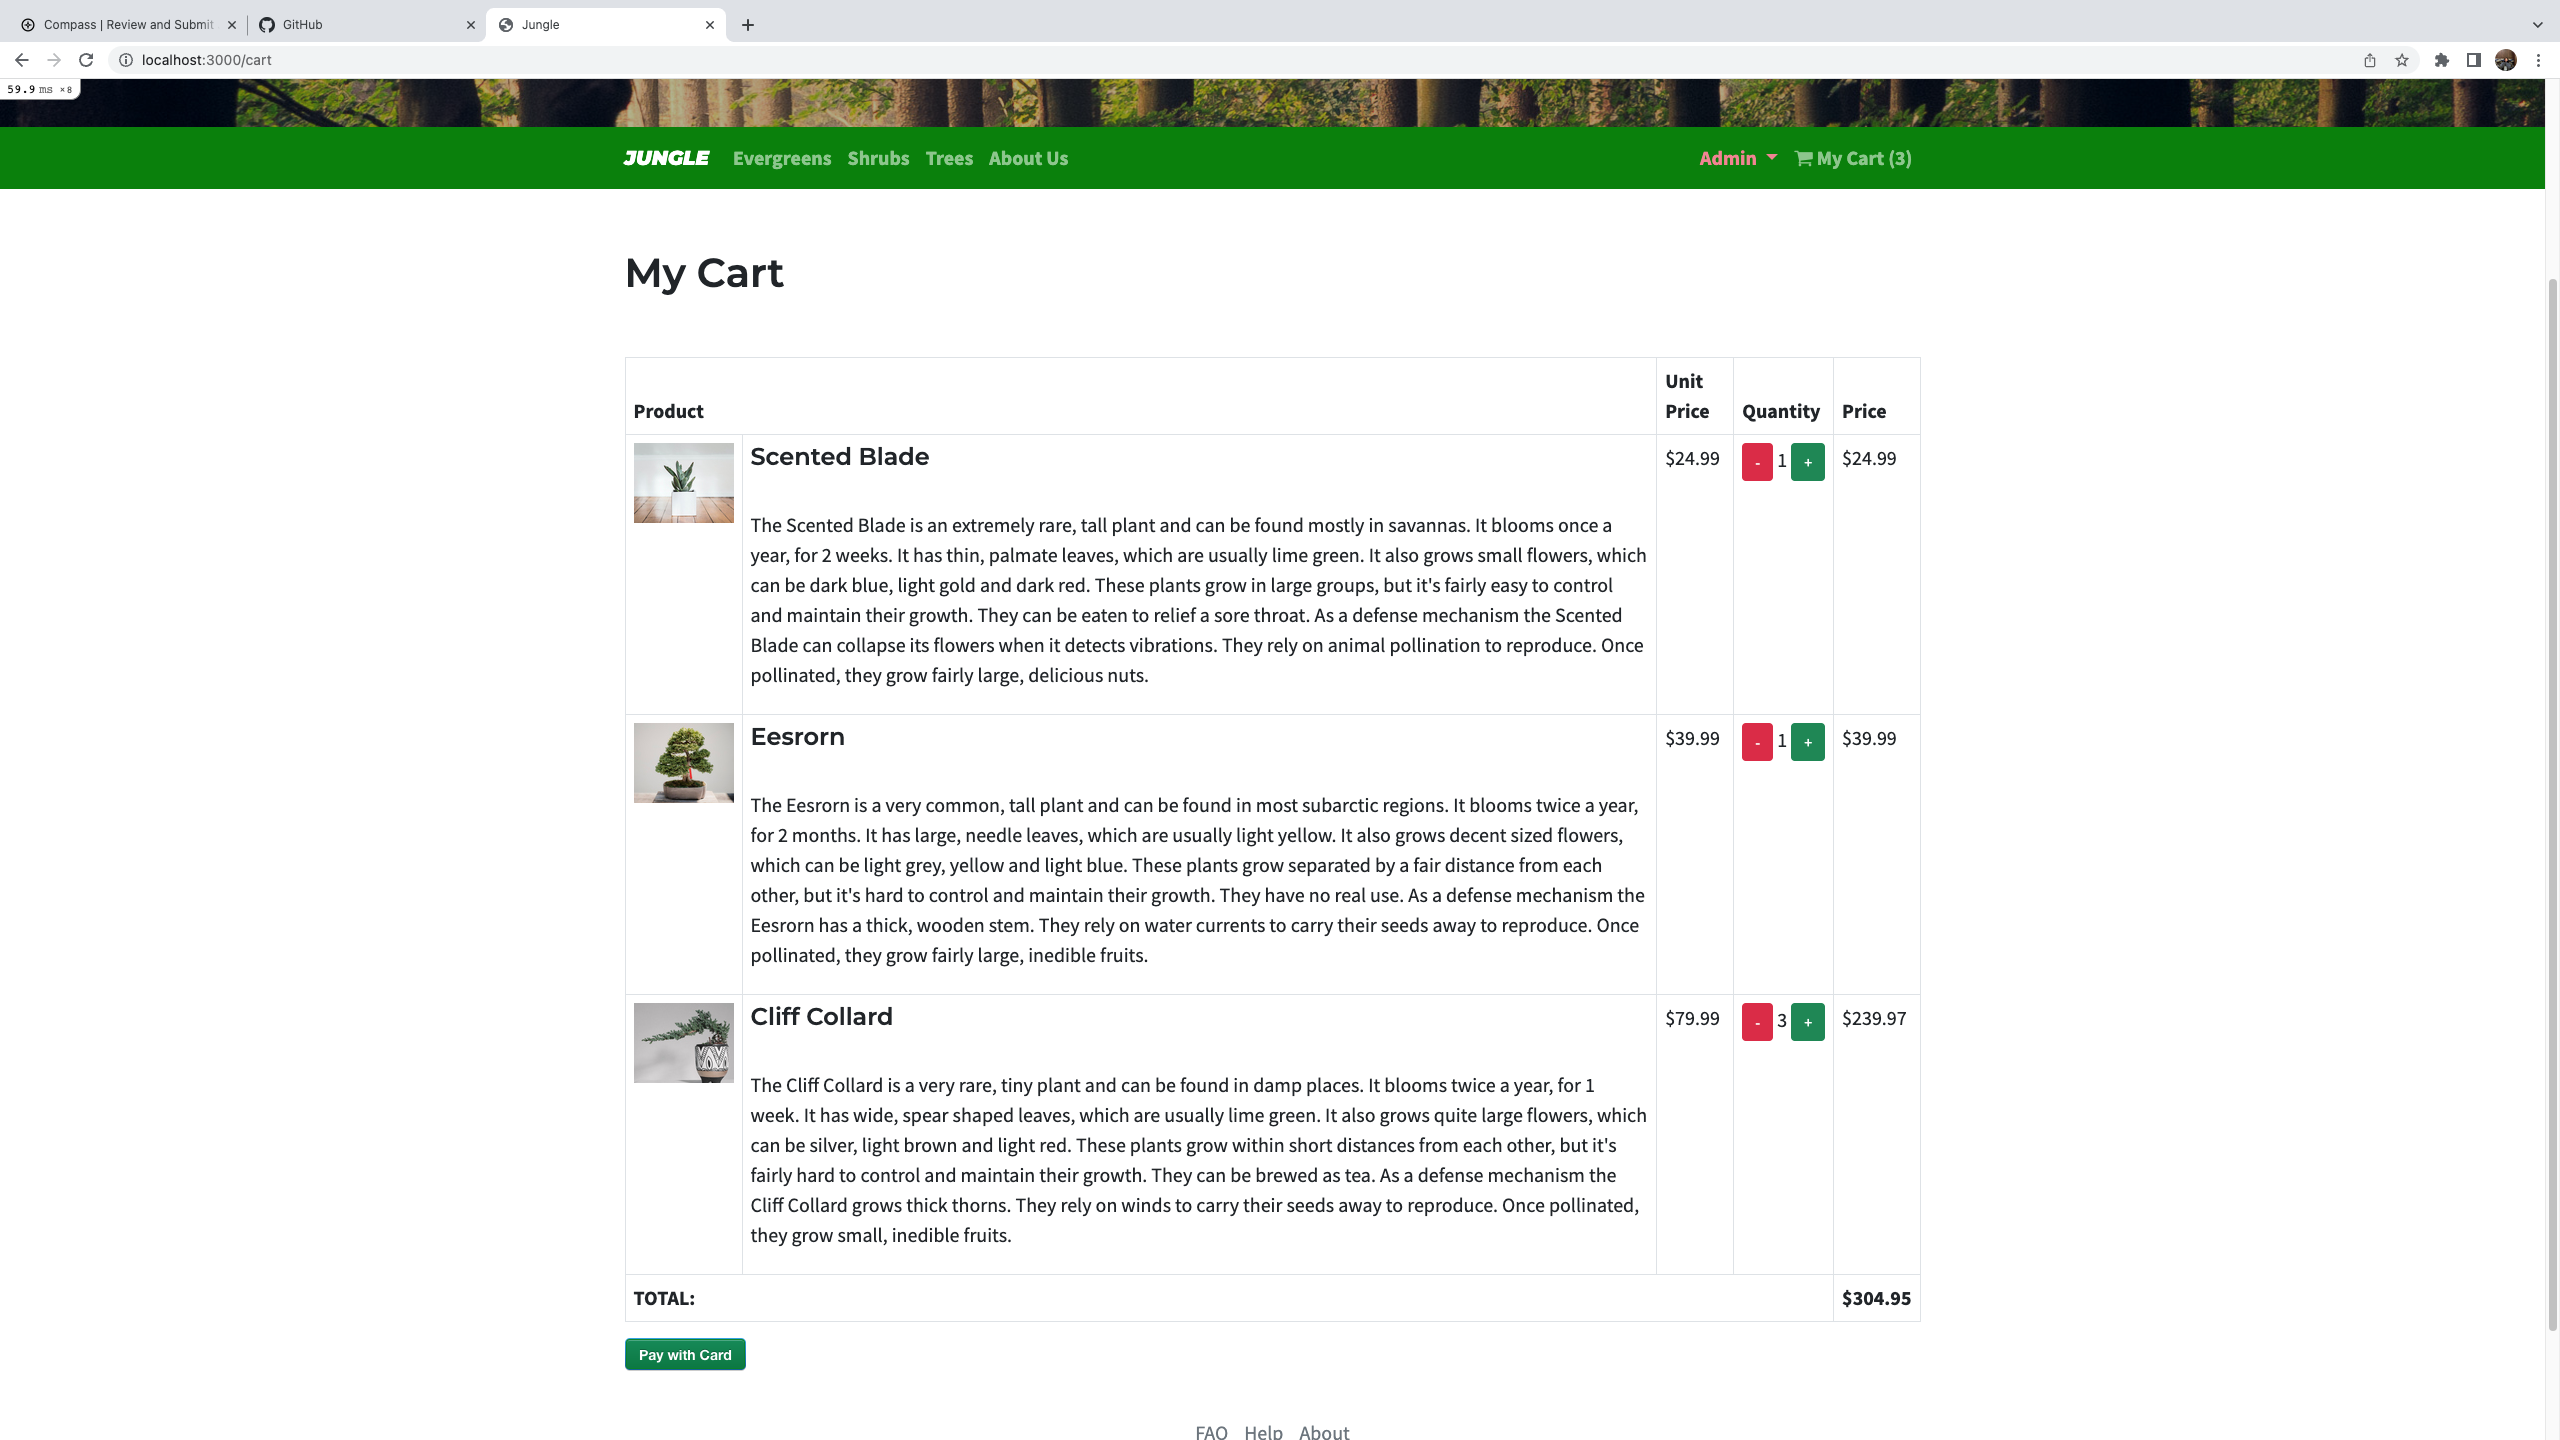 Compass | Review and Submit
GitHub
Jungle
localhost:3000/cart
59.9 ms ×8
JUNGLE Evergreens Shrubs Trees About Us Admin My Cart (3)
My Cart
Product Unit Price Quantity Price
Scented Blade $24.99 - 1 + $24.99
The Scented Blade is an extremely rare, tall plant and can be found mostly in savannas. It blooms once a
year, for 2 weeks. It has thin, palmate leaves, which are usually lime green. It also grows small flowers, which
can be dark blue, light gold and dark red. These plants grow in large groups, but it's fairly easy to control
and maintain their growth. They can be eaten to relief a sore throat. As a defense mechanism the Scented
Blade can collapse its flowers when it detects vibrations. They rely on animal pollination to reproduce. Once
pollinated, they grow fairly large, delicious nuts.
Eesrorn $39.99 - 1 + $39.99
The Eesrorn is a very common, tall plant and can be found in most subarctic regions. It blooms twice a year,
for 2 months. It has large, needle leaves, which are usually light yellow. It also grows decent sized flowers,
which can be light grey, yellow and light blue. These plants grow separated by a fair distance from each
other, but it's hard to control and maintain their growth. They have no real use. As a defense mechanism the
Eesrorn has a thick, wooden stem. They rely on water currents to carry their seeds away to reproduce. Once
pollinated, they grow fairly large, inedible fruits.
Cliff Collard $79.99 - 3 + $239.97
The Cliff Collard is a very rare, tiny plant and can be found in damp places. It blooms twice a year, for 1
week. It has wide, spear shaped leaves, which are usually lime green. It also grows quite large flowers, which
can be silver, light brown and light red. These plants grow within short distances from each other, but it's
fairly hard to control and maintain their growth. They can be brewed as tea. As a defense mechanism the
Cliff Collard grows thick thorns. They rely on winds to carry their seeds away to reproduce. Once pollinated,
they grow small, inedible fruits.
TOTAL: $304.95
Pay with Card
FAQ Help About